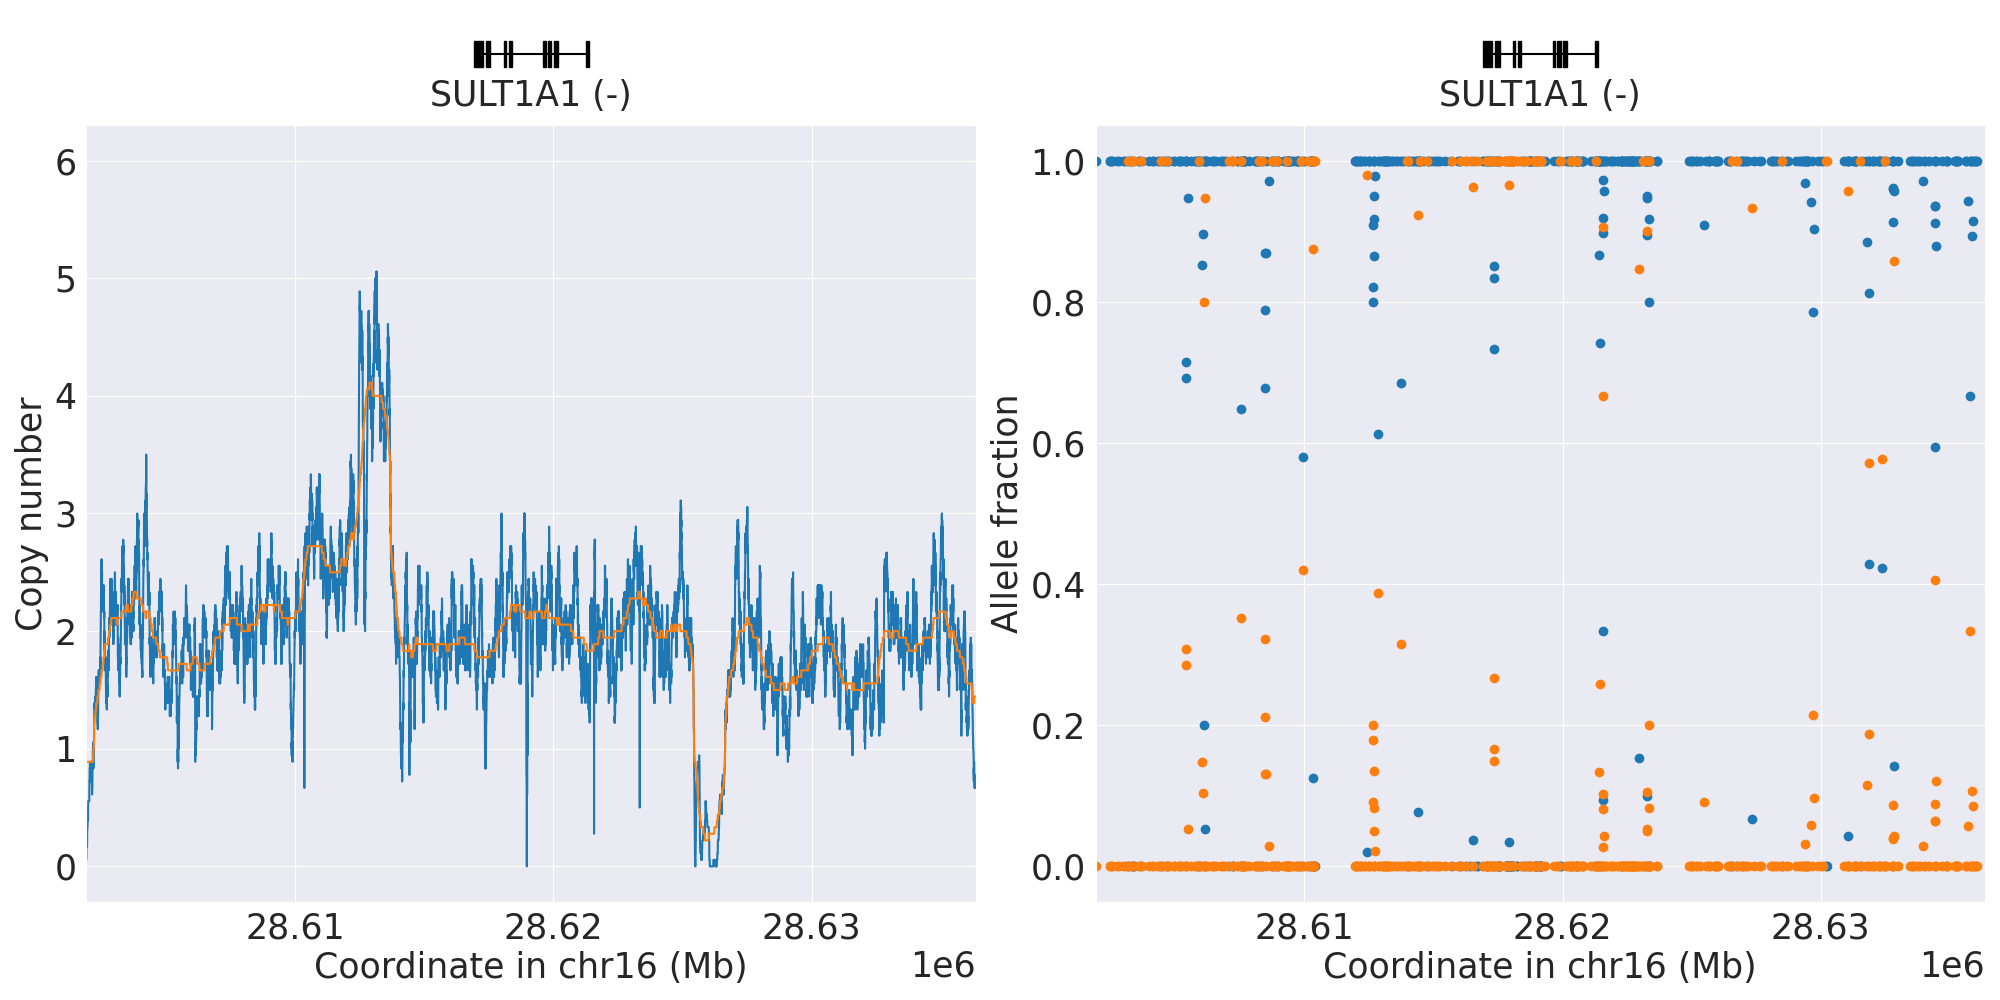 SULT1A1 (-)
6
5
4
3
2
1
0
Copy number
28.61
28.62
28.63
Coordinate in chr16 (Mb)
1e6
SULT1A1 (-)
1.0
0.8
0.6
0.4
0.2
0.0
Allele fraction
28.61
28.62
28.63
Coordinate in chr16 (Mb)
1e6